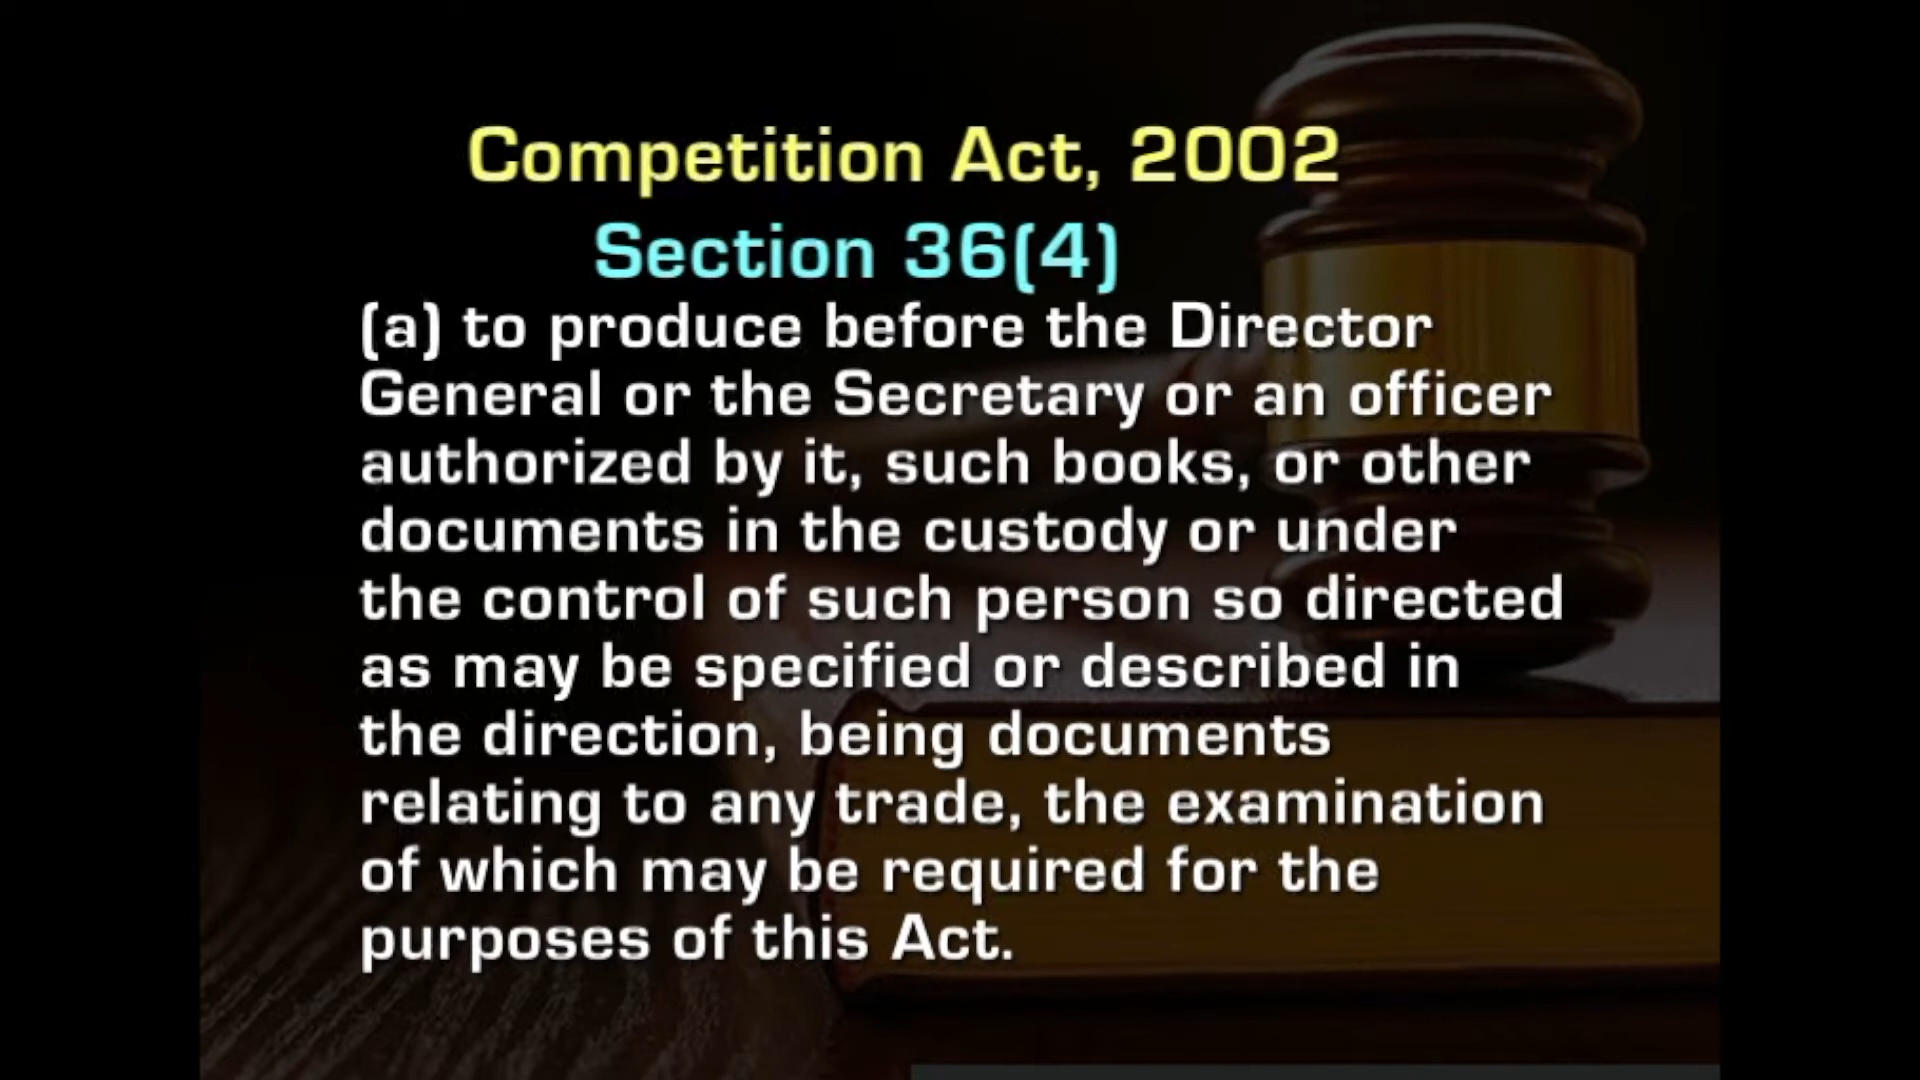 Competition Act, 2002
Section 36(4)
(a) to produce before the Director
General or the Secretary or an officer
authorized by it, such books, or other
documents in the custody or under
the control of such person so directed
as may be specified or described in
the direction, being documents
relating to any trade, the examination
of which may be required for the
purposes of this Act.